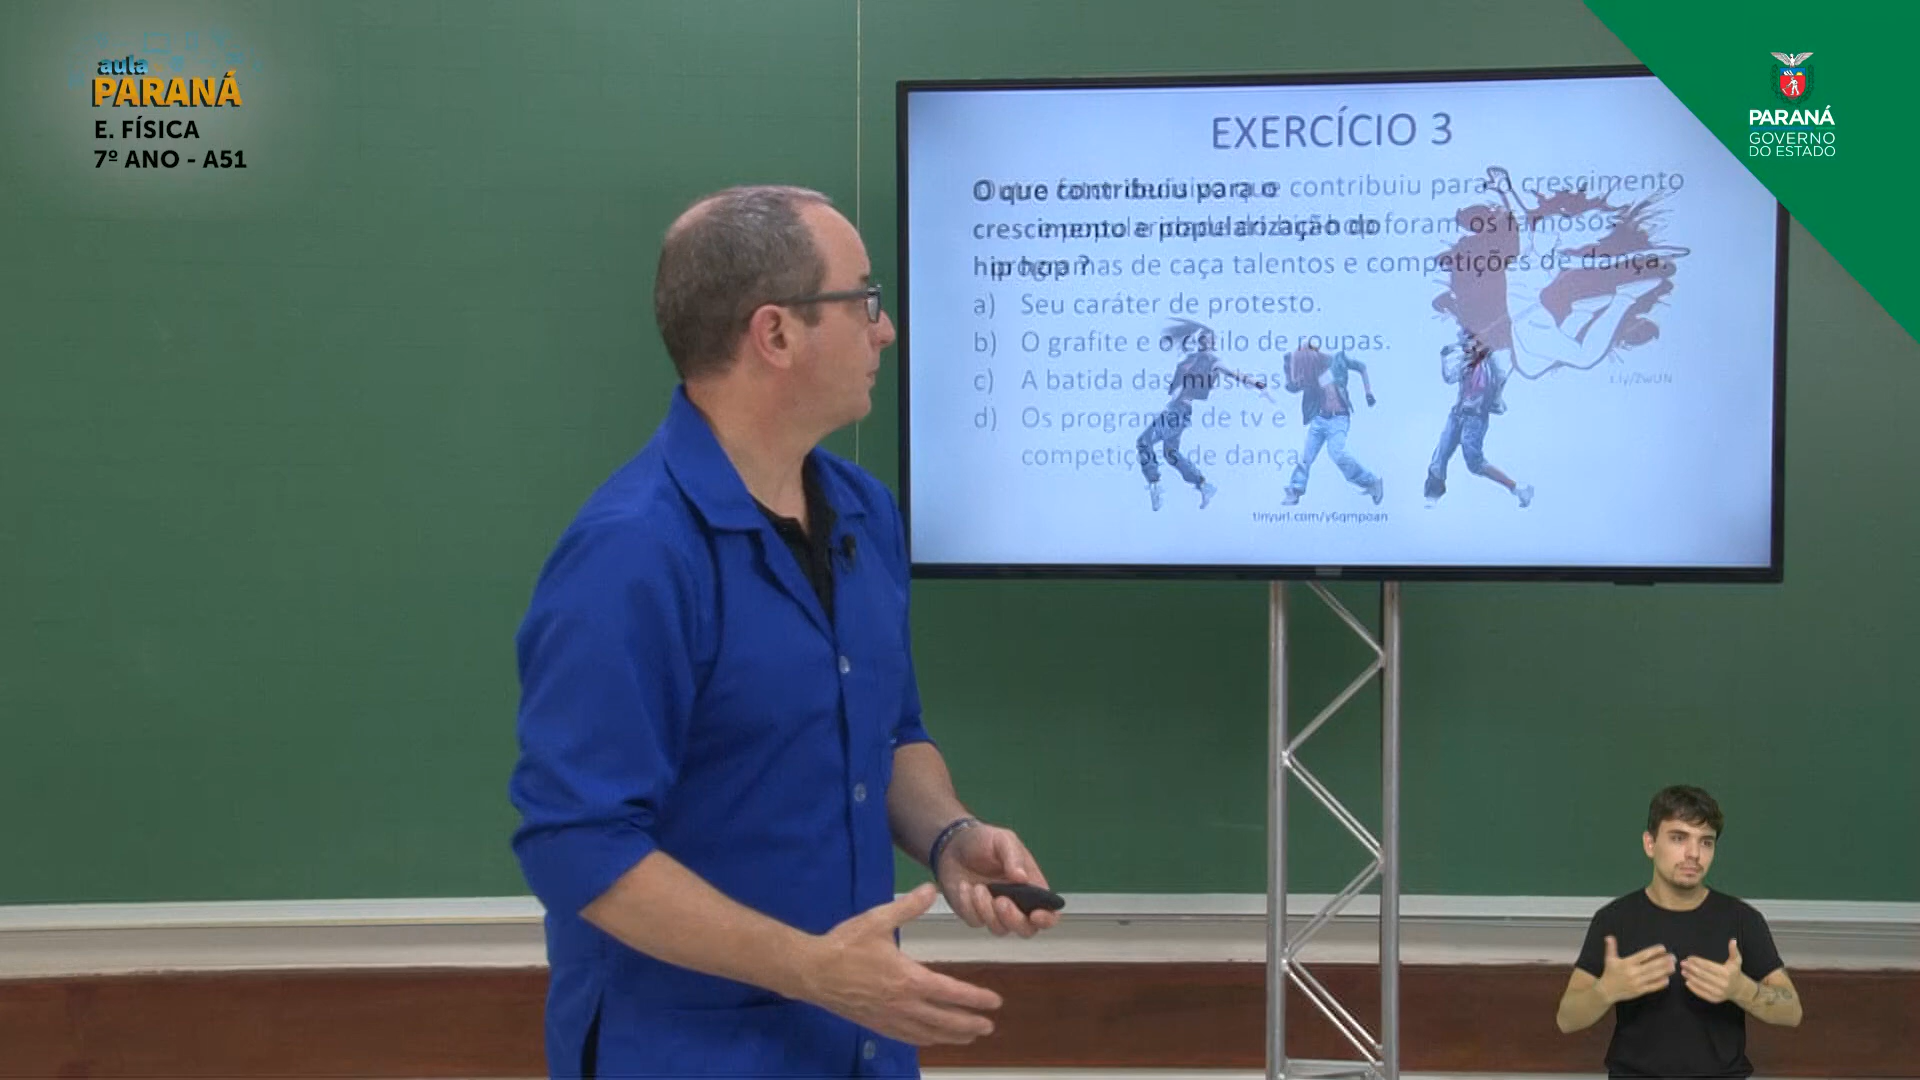 aula
PARANÁ
E. FÍSICA
7º ANO - A51
PARANÁ
GOVERNO
DO ESTADO
EXERCÍCIO 3
O que contribuiu para o
crescimento e popularização do
hip hop ?
a) Seu caráter de protesto.
b) O grafite e o estilo de roupas.
c) A batida das músicas.
d) Os programas de tv e
competições de dança.
que contribuiu para o crescimento
foram os famosos
programas de caça talentos e competições de dança.
tinyurl.com/y6qmpoan